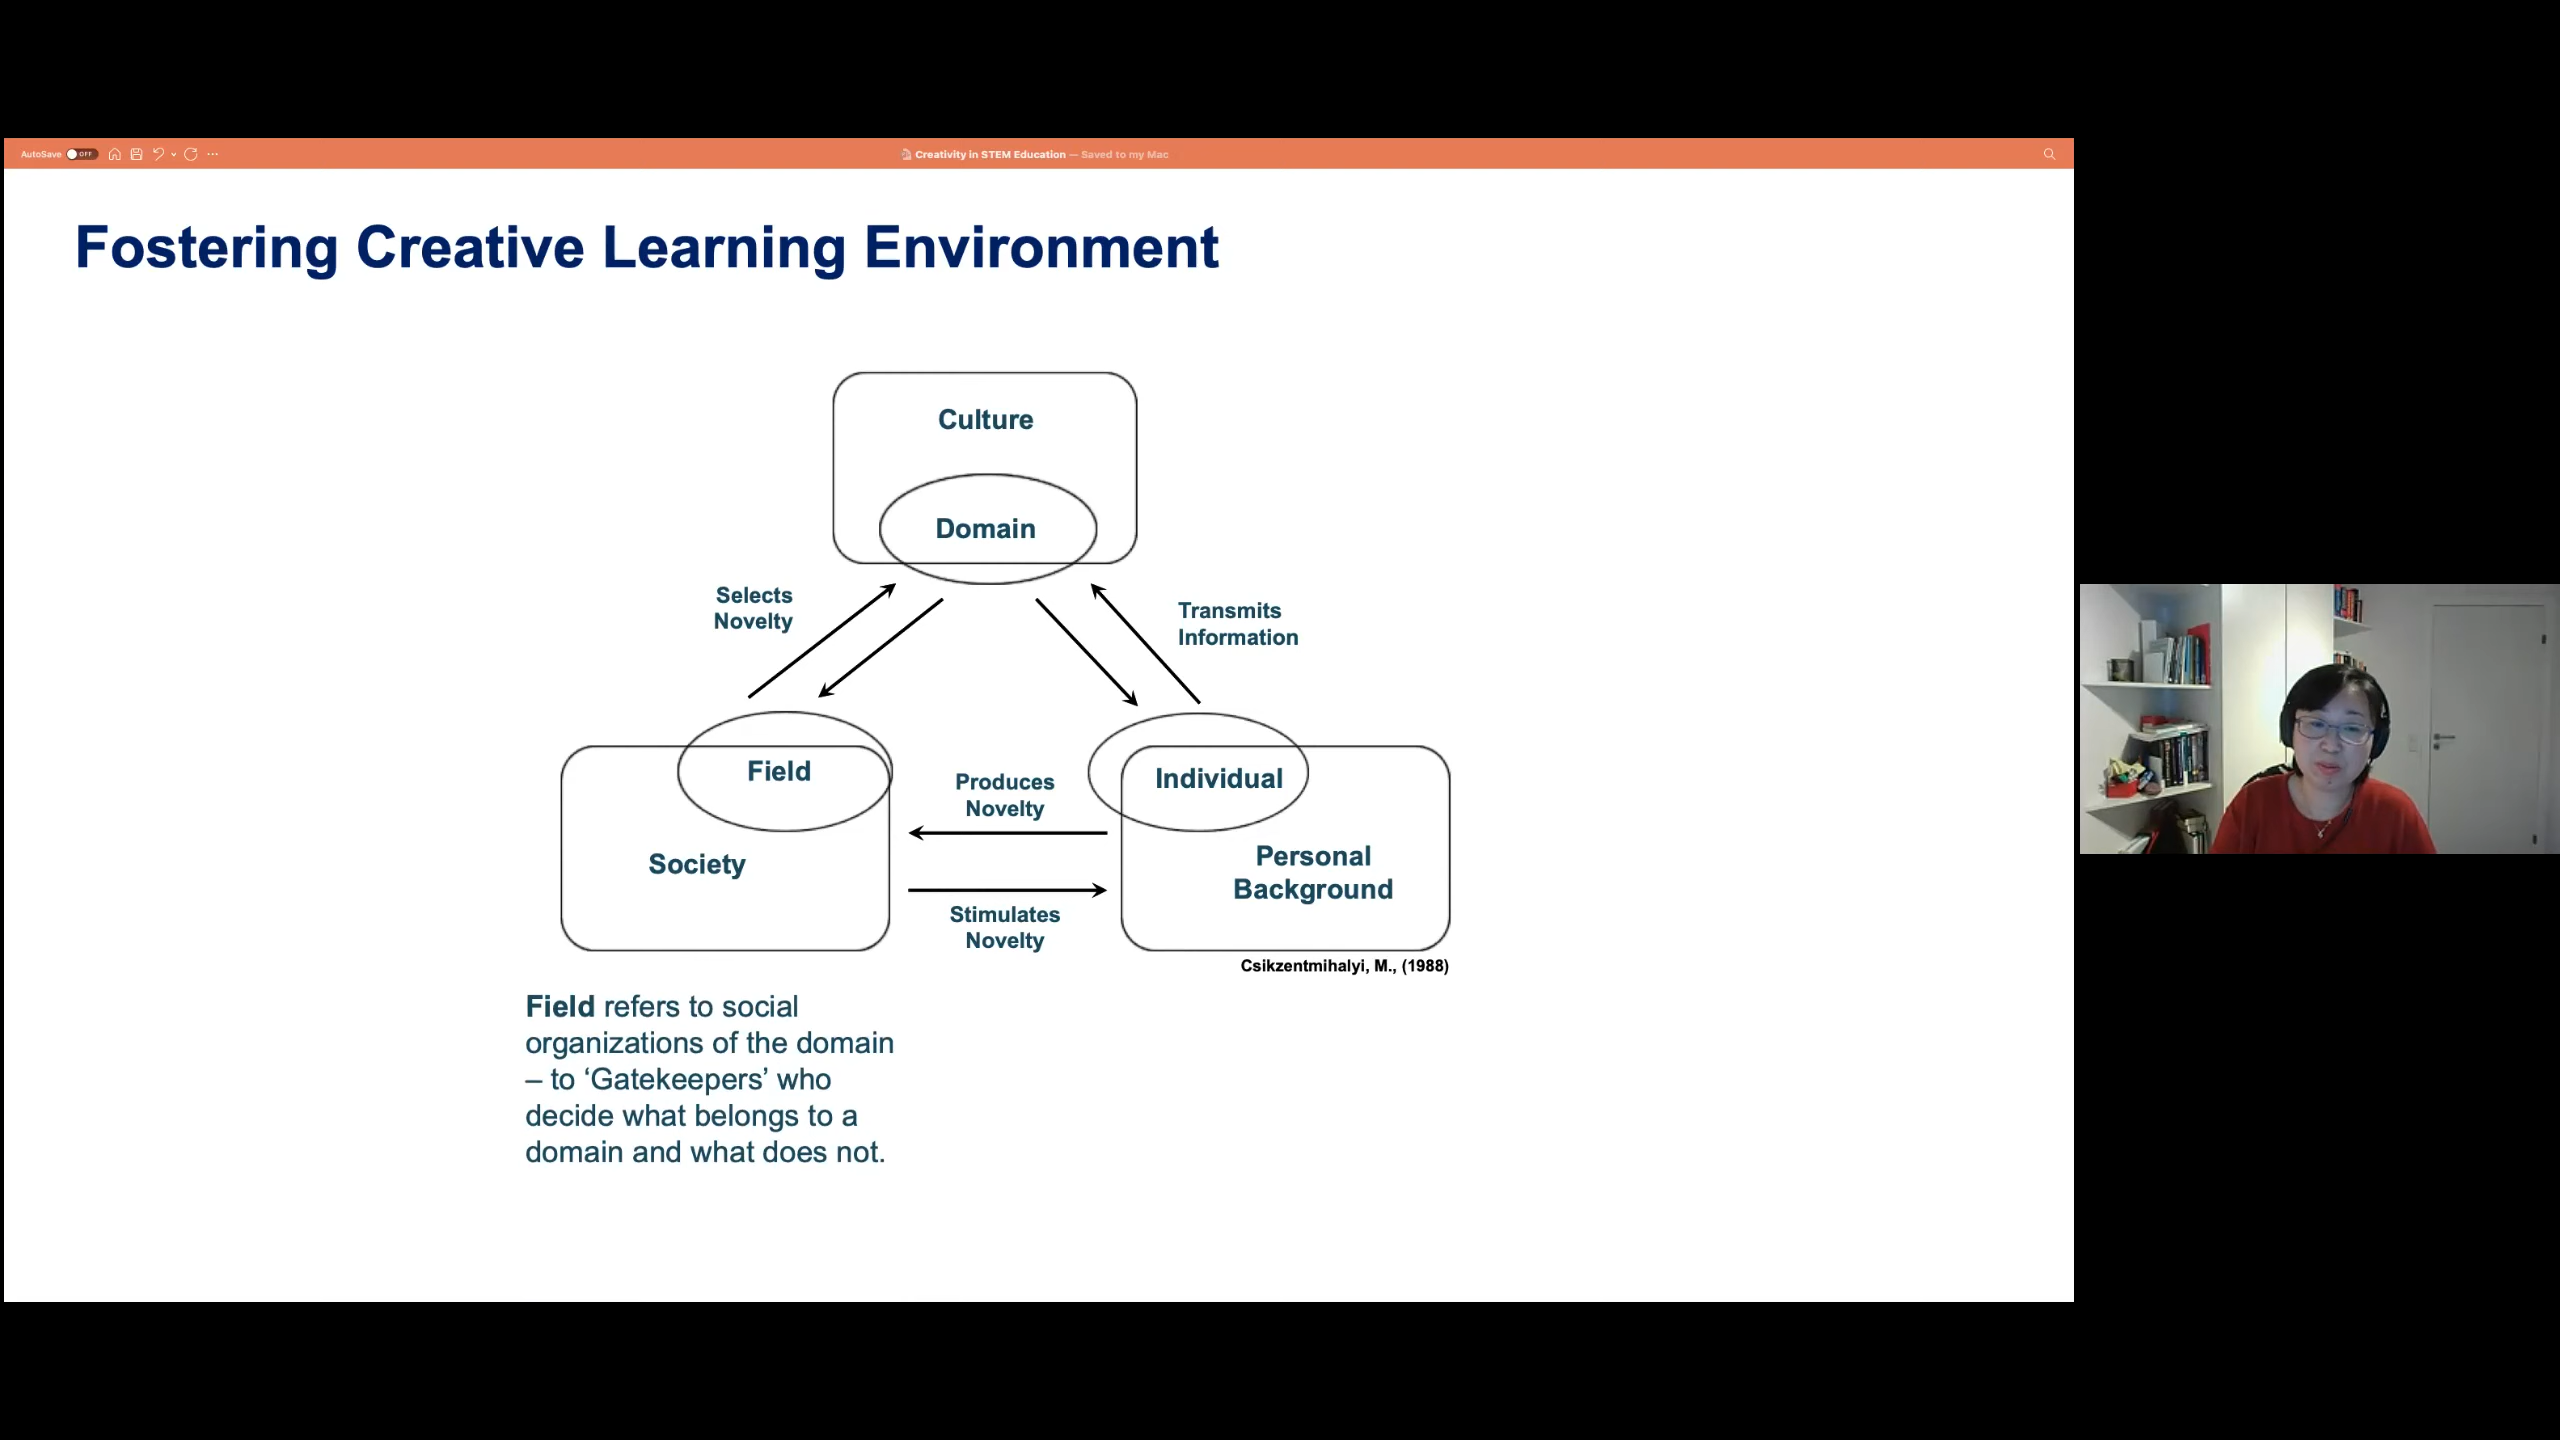 AutoSave OFF
Creativity in STEM Education — Saved to my Mac
Fostering Creative Learning Environment
Culture
Domain
Selects
Novelty
Transmits
Information
Field
Society
Produces
Novelty
Stimulates
Novelty
Individual
Personal
Background
Csikzentmihalyi, M., (1988)
Field refers to social
organizations of the domain
– to ‘Gatekeepers’ who
decide what belongs to a
domain and what does not.